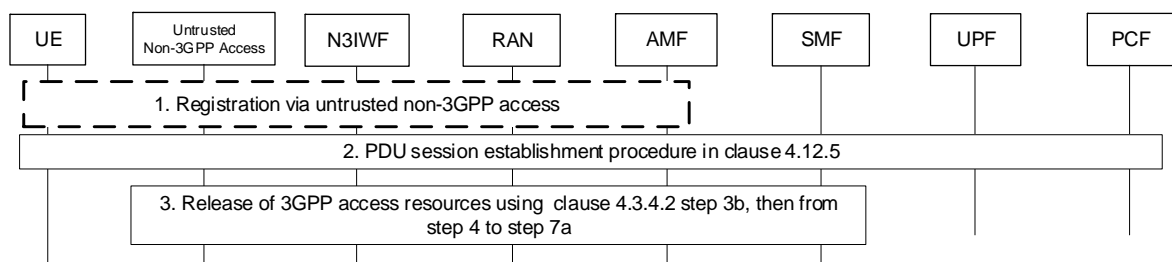 UE
Untrusted
Non-3GPP Access
N3IWF
RAN
AMF
SMF
UPF
PCF
1. Registration via untrusted non-3GPP access
2. PDU session establishment procedure in clause 4.12.5
3. Release of 3GPP access resources using clause 4.3.4.2 step 3b, then from
step 4 to step 7a